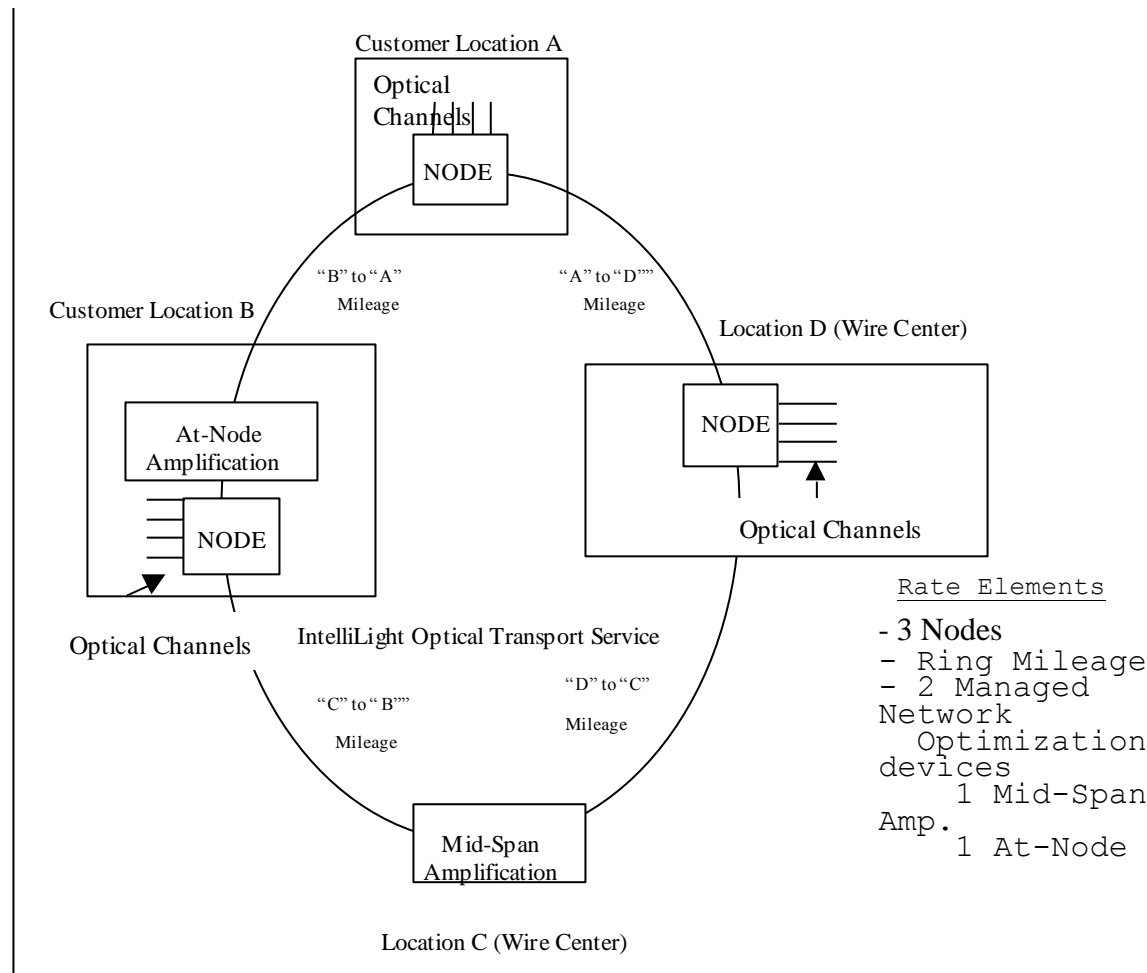 Customer Location A
Optical
Channels
NODE
“B” to “A”
Mileage
“A” to “D””
Mileage
Customer Location B
Location D (Wire Center)
At-Node
Amplification
NODE
NODE
Optical Channels
Optical Channels
IntelliLight Optical Transport Service
“C” to “B””
Mileage
“D” to “C”
Mileage
Mid-Span
Amplification
Location C (Wire Center)
Rate Elements
- 3 Nodes
- Ring Mileage
- 2 Managed
Network
Optimization
devices
1 Mid-Span
Amp.
1 At-Node